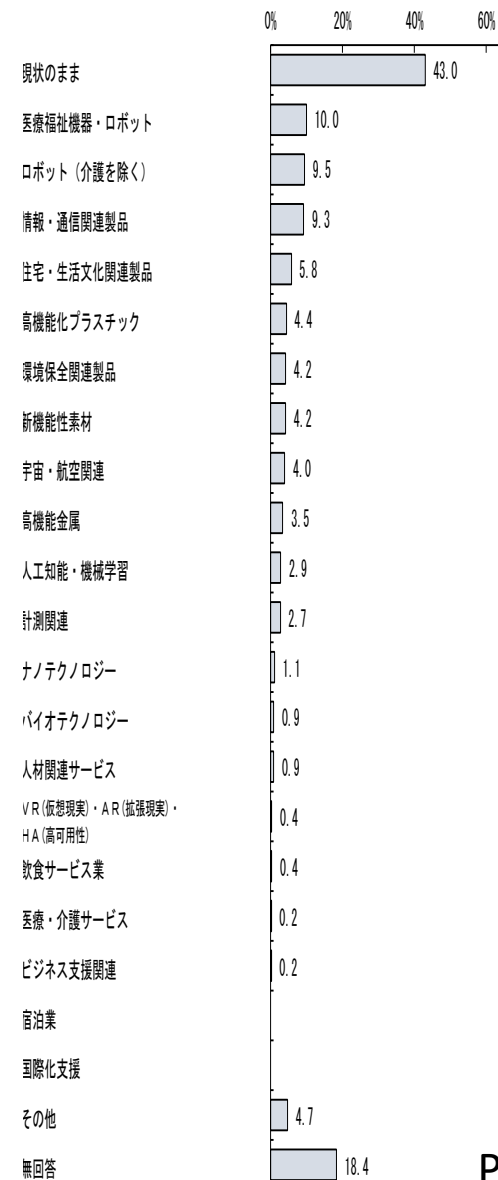 0% 20% 40% 60%
現状のまま 43.0
医療福祉機器・ロボット 10.0
ロボット（介護を除く） 9.5
情報・通信関連製品 9.3
住宅・生活文化関連製品 5.8
高機能化プラスチック 4.4
環境保全関連製品 4.2
新機能性素材 4.2
宇宙・航空関連 4.0
高機能金属 3.5
人工知能・機械学習 2.9
計測関連 2.7
ナノテクノロジー 1.1
バイオテクノロジー 0.9
人材関連サービス 0.9
ＶＲ(仮想現実)・ＡＲ(拡張現実)・
ＨＡ(高可用性) 0.4
飲食サービス業 0.4
医療・介護サービス 0.2
ビジネス支援関連 0.2
宿泊業
国際化支援
その他 4.7
無回答 18.4
P